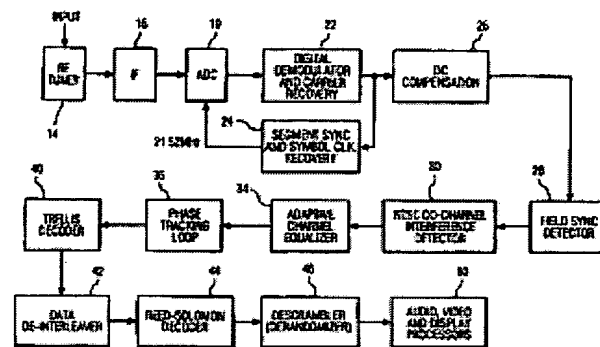 INPUT
RF
TUNER
14
16
IF
19
ADC
22
DIGITAL
DEMODULATOR
AND CARRIER
RECOVERY
26
DC
COMPENSATION
24
SEGMENT SYNC
AND SYMBOL CLK.
RECOVERY
21.52MHz
40
TRELLIS
DECODER
36
PHASE
TRACKING
LOOP
34
ADAPTIVE
CHANNEL
EQUALIZER
30
NTSC CO-CHANNEL
INTERFERENCE
DETECTOR
28
FIELD SYNC
DETECTOR
42
DATA
DE-INTERLEAVER
44
REED-SOLOMON
DECODER
46
DESCRAMBLER
(DERANDOMIZER)
AUDIO, VIDEO
AND DISPLAY
PROCESSORS